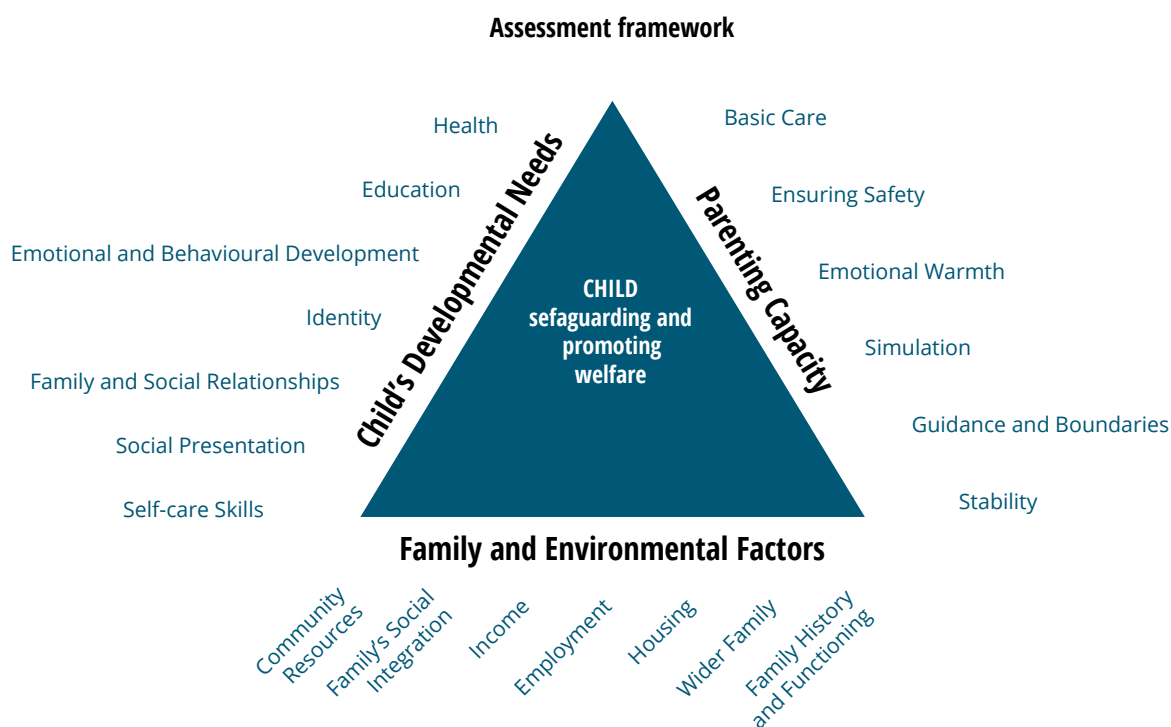 Assessment framework
Health
Education
Emotional and Behavioural Development
Identity
Family and Social Relationships
Social Presentation
Self-care Skills
Child's Developmental Needs
CHILD
sefaguarding and
promoting
welfare
Parenting Capacity
Basic Care
Ensuring Safety
Emotional Warmth
Simulation
Guidance and Boundaries
Stability
Family and Environmental Factors
Community
Resources
Family's Social
Integration
Income
Employment
Housing
Wider Family
Family History
and Functioning